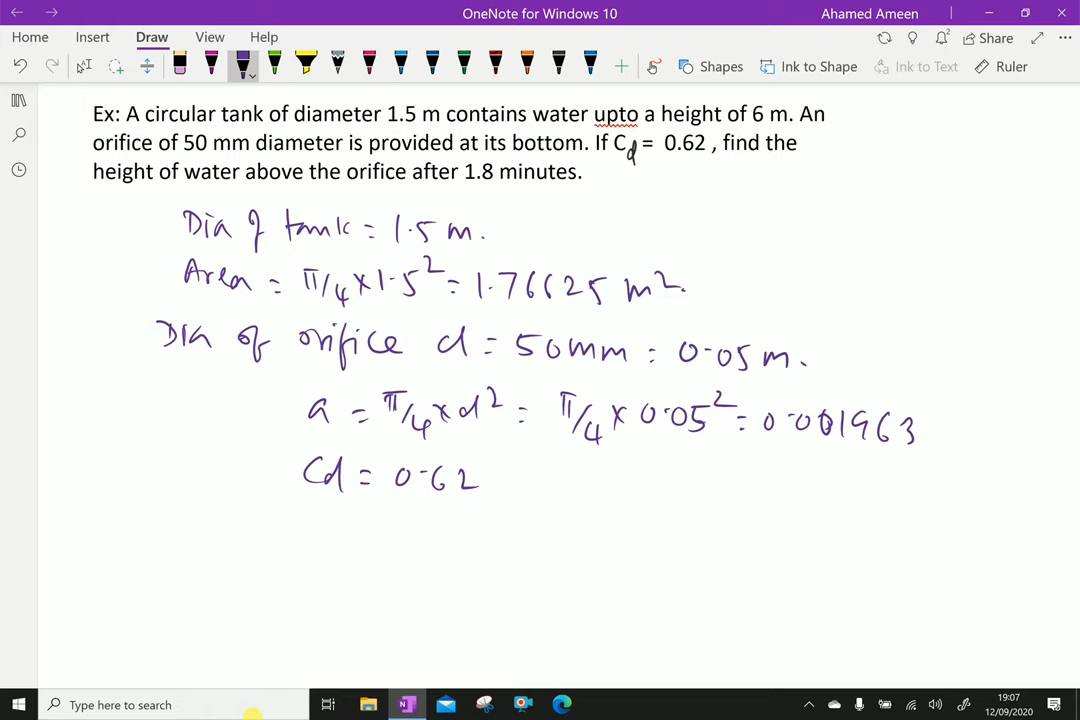 OneNote for Windows 10
Ahamed Ameen
Home Insert Draw View Help
Share
Shapes Ink to Shape Ink to Text Ruler
Ex: A circular tank of diameter 1.5 m contains water upto a height of 6 m. An
orifice of 50 mm diameter is provided at its bottom. If Cd = 0.62 , find the
height of water above the orifice after 1.8 minutes.
Dia of tank = 1.5 m.
Area = π/4 × 1.5² = 1.76625 m².
Dia of orifice d = 50mm = 0.05 m.
a = π/4 × d² = π/4 × 0.05² = 0.001963
Cd = 0.62
Type here to search
19:07
12/09/2020